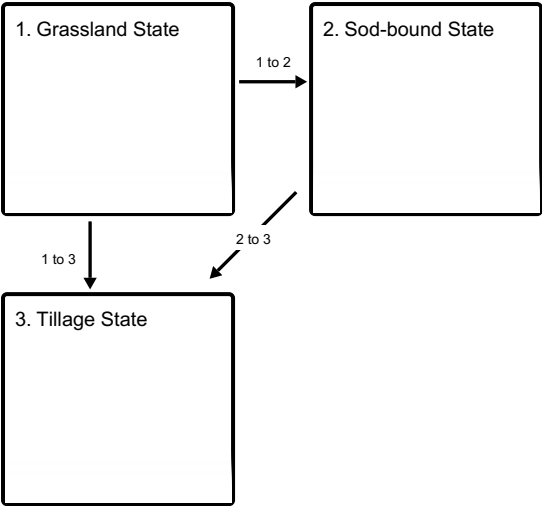 1. Grassland State
2. Sod-bound State
1 to 2
2 to 3
1 to 3
3. Tillage State